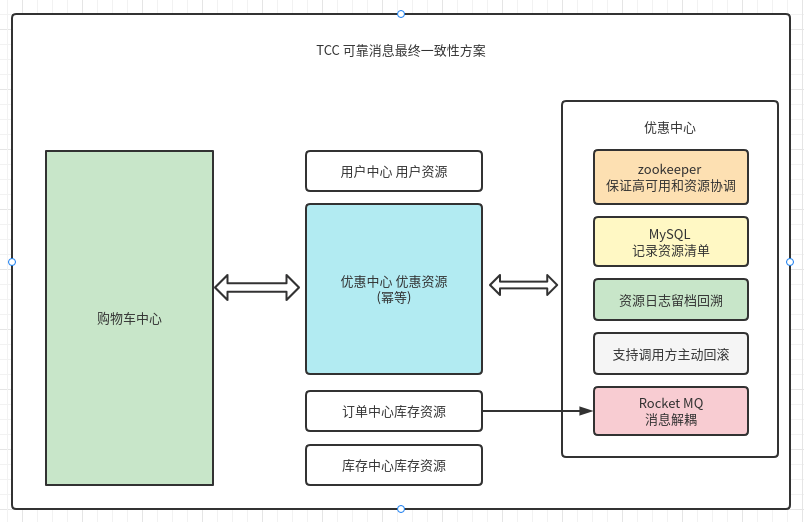 TCC 可靠消息最终一致性方案
购物车中心
用户中心 用户资源
优惠中心 优惠资源
(幂等)
订单中心库存资源
库存中心库存资源
优惠中心
zookeeper
保证高可用和资源协调
MySQL
记录资源清单
资源日志留档回溯
支持调用方主动回滚
Rocket MQ
消息解耦